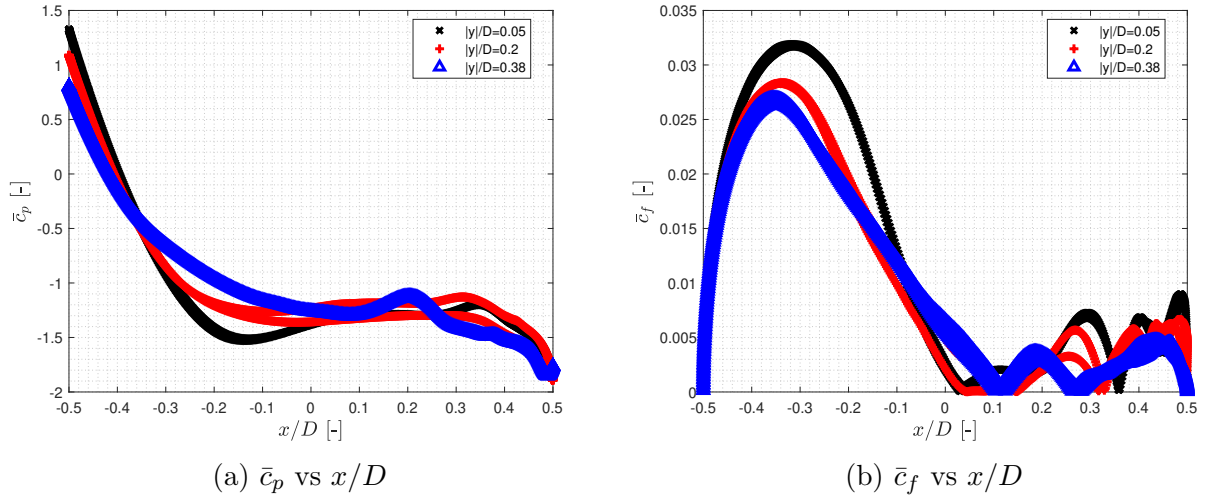 1.5
1
0.5
0
-0.5
-1
-1.5
-2
c̄_p [-]
-0.5 -0.4 -0.3 -0.2 -0.1 0 0.1 0.2 0.3 0.4 0.5
x/D [-]
|y|/D=0.05
|y|/D=0.2
|y|/D=0.38
(a) c̄_p vs x/D
0.035
0.03
0.025
0.02
0.015
0.01
0.005
0
c̄_f [-]
-0.5 -0.4 -0.3 -0.2 -0.1 0 0.1 0.2 0.3 0.4 0.5
x/D [-]
|y|/D=0.05
|y|/D=0.2
|y|/D=0.38
(b) c̄_f vs x/D